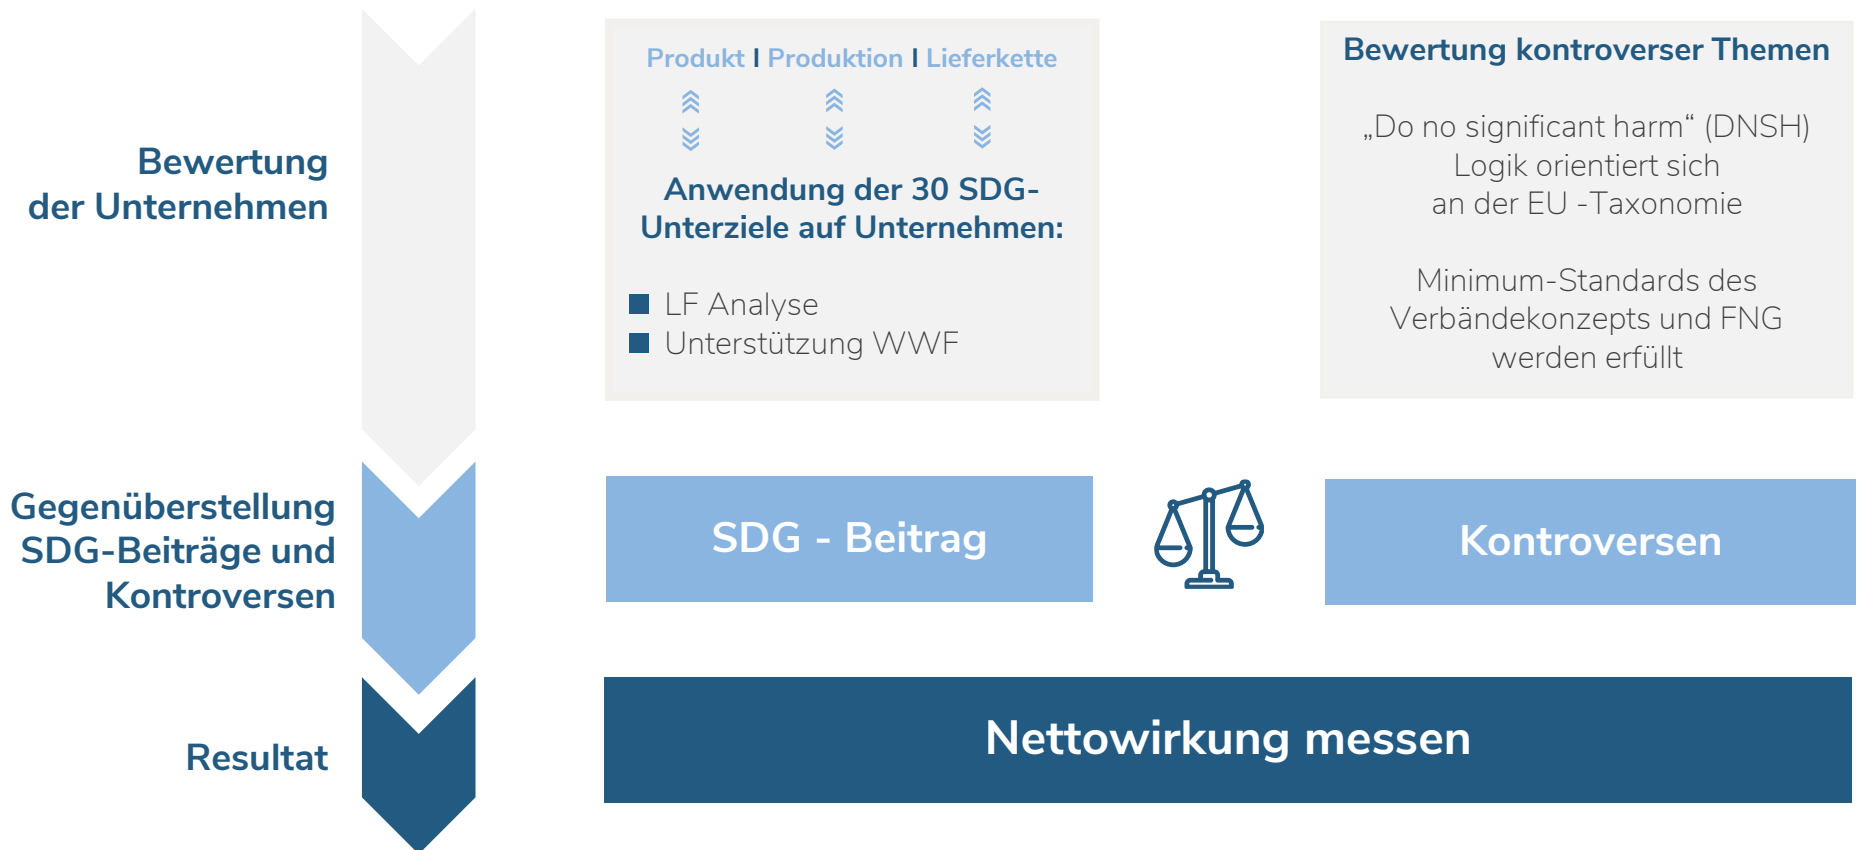 Bewertung
der Unternehmen
Produkt I Produktion I Lieferkette
Anwendung der 30 SDG-
Unterziele auf Unternehmen:
LF Analyse
Unterstützung WWF
Bewertung kontroverser Themen
„Do no significant harm“ (DNSH)
Logik orientiert sich
an der EU -Taxonomie
Minimum-Standards des
Verbändekonzepts und FNG
werden erfüllt
Gegenüberstellung
SDG-Beiträge und
Kontroversen
SDG - Beitrag
Kontroversen
Resultat
Nettowirkung messen